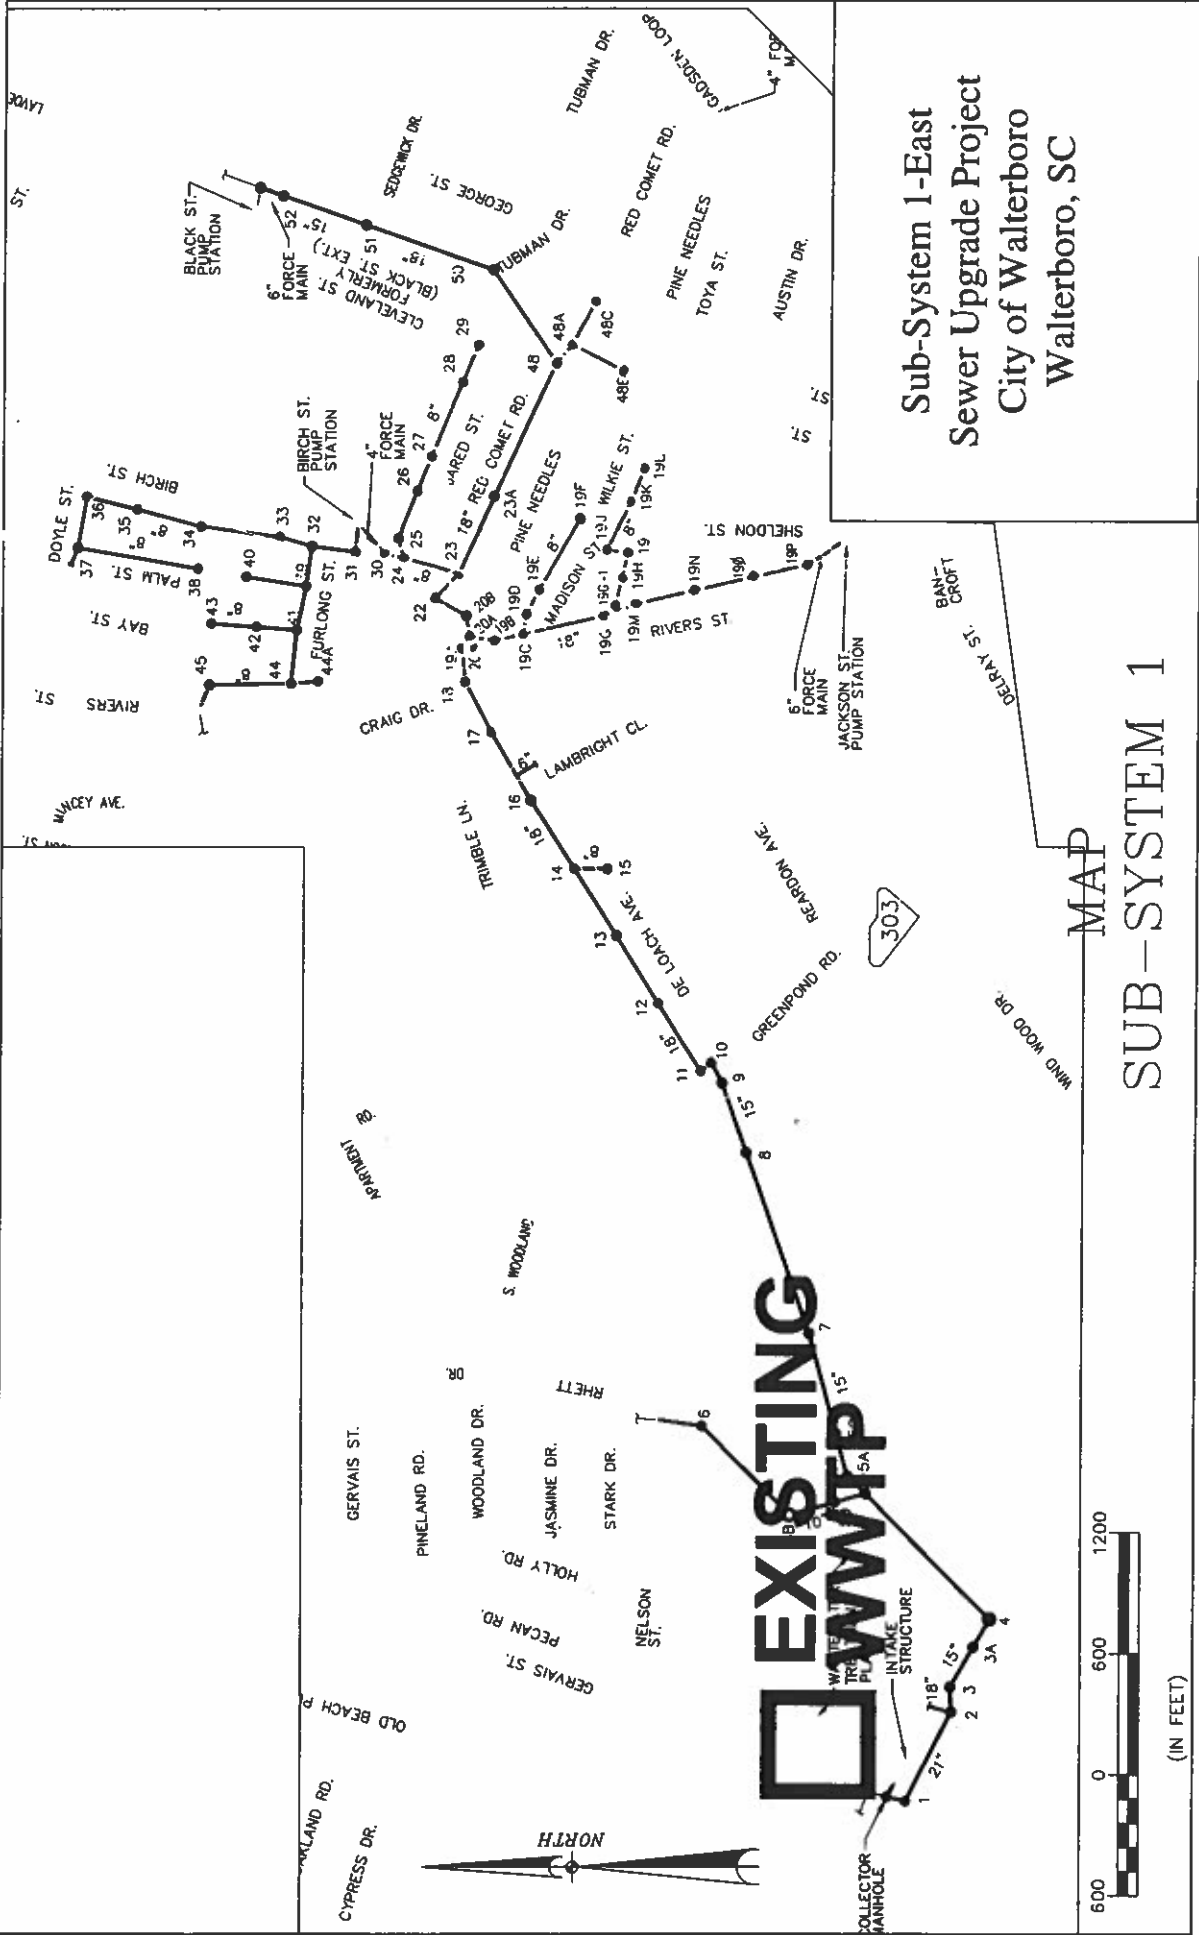 Sub-System 1-East
Sewer Upgrade Project
City of Walterboro
Walterboro, SC
MAP
SUB-SYSTEM 1
EXISTING
WWTP
INTAKE
STRUCTURE
COLLECTOR
MANHOLE
NORTH
600
0
600
1200
(IN FEET)
CYPRESS DR.
GERVAIS ST.
PECAN RD.
HOLLY RD.
NELSON
ST.
GERVAIS ST.
PINELAND RD.
WOODLAND DR.
JASMINE DR.
STARK DR.
RHETT
DR.
S. WOODLAND
APARTMENT RD.
TRIMBLE LN.
DE LOACH AVE.
GREENPOND RD.
REARDON AVE.
303
WIND WOOD DR.
LAMBRIGHT CL.
CRAIG DR.
DELRAY ST.
BAN-
CROFT
RIVERS
ST.
BAY ST.
PALM ST.
DOYLE ST.
BIRCH ST.
FURLONG ST.
BIRCH ST.
PUMP
STATION
4"
FORCE
MAIN
BLACK ST.
PUMP
STATION
6"
FORCE
MAIN
CLEVELAND ST.
FORMERLY
(BLACK ST. EXT.)
SEDGEWICK DR.
GEORGE ST.
TUBMAN DR.
TUBMAN DR.
GADSDEN LOOP
RED COMET RD.
PINE NEEDLES
TOYA ST.
AUSTIN DR.
18" RED COMET RD.
PINE NEEDLES
MADISON ST.
WILKIE ST.
SHELDON ST.
RIVERS ST
6"
FORCE
MAIN
JACKSON ST.
PUMP STATION
ST.
ST.
ST.
1
21"
2
18"
3
15"
3A
4
5A
6
15"
7
8
15"
9
10
11
18"
12
13
14
8"
15
16
18"
6"
17
19B
19C
19D
19E
8"
19F
19G
19G-1
19H
19
19J
8"
19K
19L
19M
19N
19P
8"
20A
20B
22
23
23A
8"
24
25
26
27
8"
28
29
30
31
32
33
34
8"
35
36
37
8"
38
40
42
8"
43
44
44A
8"
45
48
48A
48C
50
51
15"
52